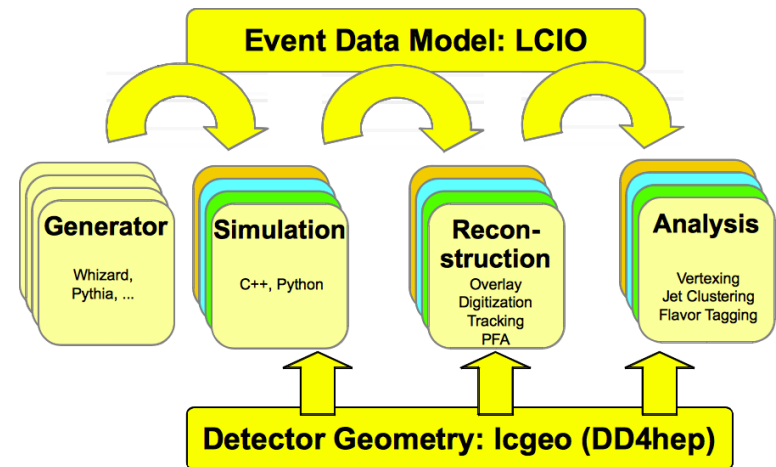 Event Data Model: LCIO
Generator
Whizard,
Pythia, ...
Simulation
C++, Python
Recon-
struction
Overlay
Digitization
Tracking
PFA
Analysis
Vertexing
Jet Clustering
Flavor Tagging
Detector Geometry: lcgeo (DD4hep)